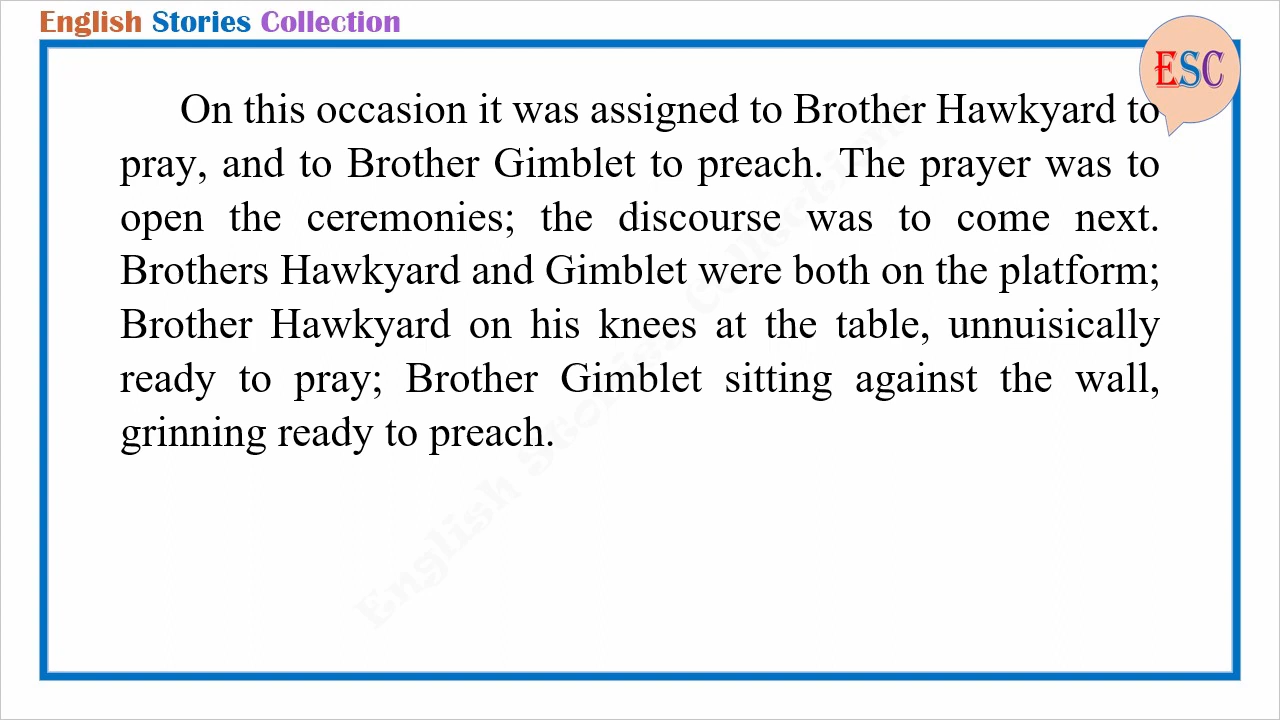 English Stories Collection
ESC
On this occasion it was assigned to Brother Hawkyard to
pray, and to Brother Gimblet to preach. The prayer was to
open the ceremonies; the discourse was to come next.
Brothers Hawkyard and Gimblet were both on the platform;
Brother Hawkyard on his knees at the table, unnuisically
ready to pray; Brother Gimblet sitting against the wall,
grinning ready to preach.
English Stories Collection